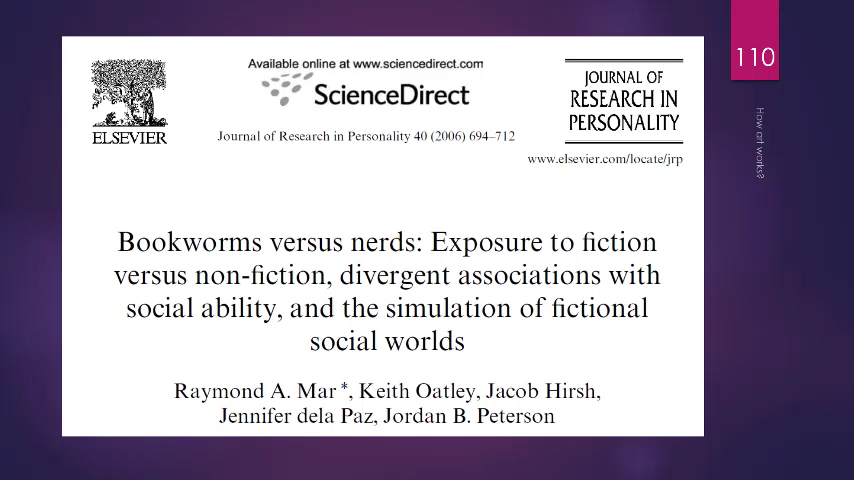 Available online at www.sciencedirect.com
ScienceDirect
ELSEVIER
Journal of Research in Personality 40 (2006) 694–712
JOURNAL OF
RESEARCH IN
PERSONALITY
www.elsevier.com/locate/jrp
Bookworms versus nerds: Exposure to fiction
versus non-fiction, divergent associations with
social ability, and the simulation of fictional
social worlds
Raymond A. Mar *, Keith Oatley, Jacob Hirsh,
Jennifer dela Paz, Jordan B. Peterson
110
How art works?